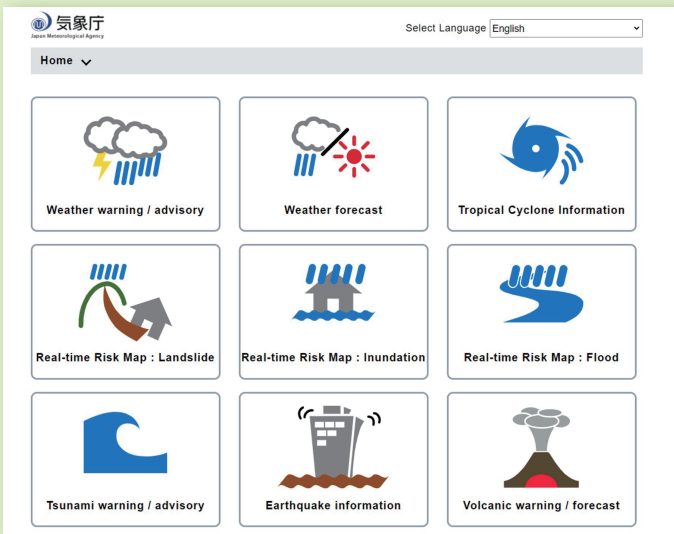 気象庁
Japan Meteorological Agency
Select Language English
Home
Weather warning / advisory
Weather forecast
Tropical Cyclone Information
Real-time Risk Map : Landslide
Real-time Risk Map : Inundation
Real-time Risk Map : Flood
Tsunami warning / advisory
Earthquake information
Volcanic warning / forecast